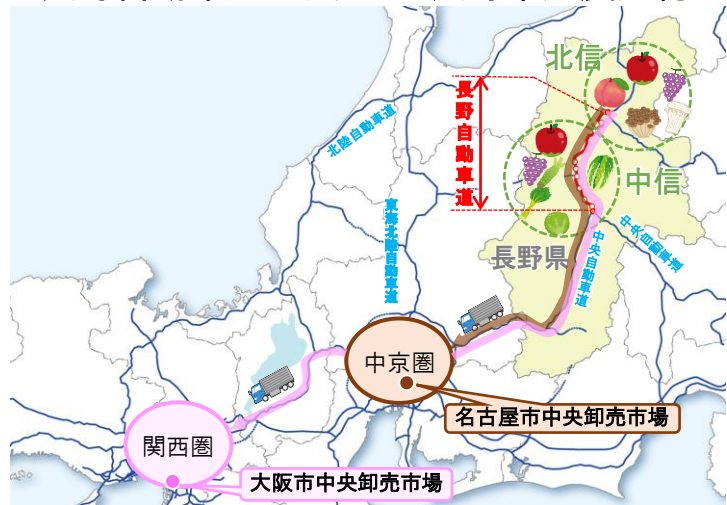 北信
長野自動車道
北陸自動車道
中信
東海北陸自動車道
長野県
中央自動車道
中央自動車道
中京圏
名古屋市中央卸売市場
関西圏
大阪市中央卸売市場